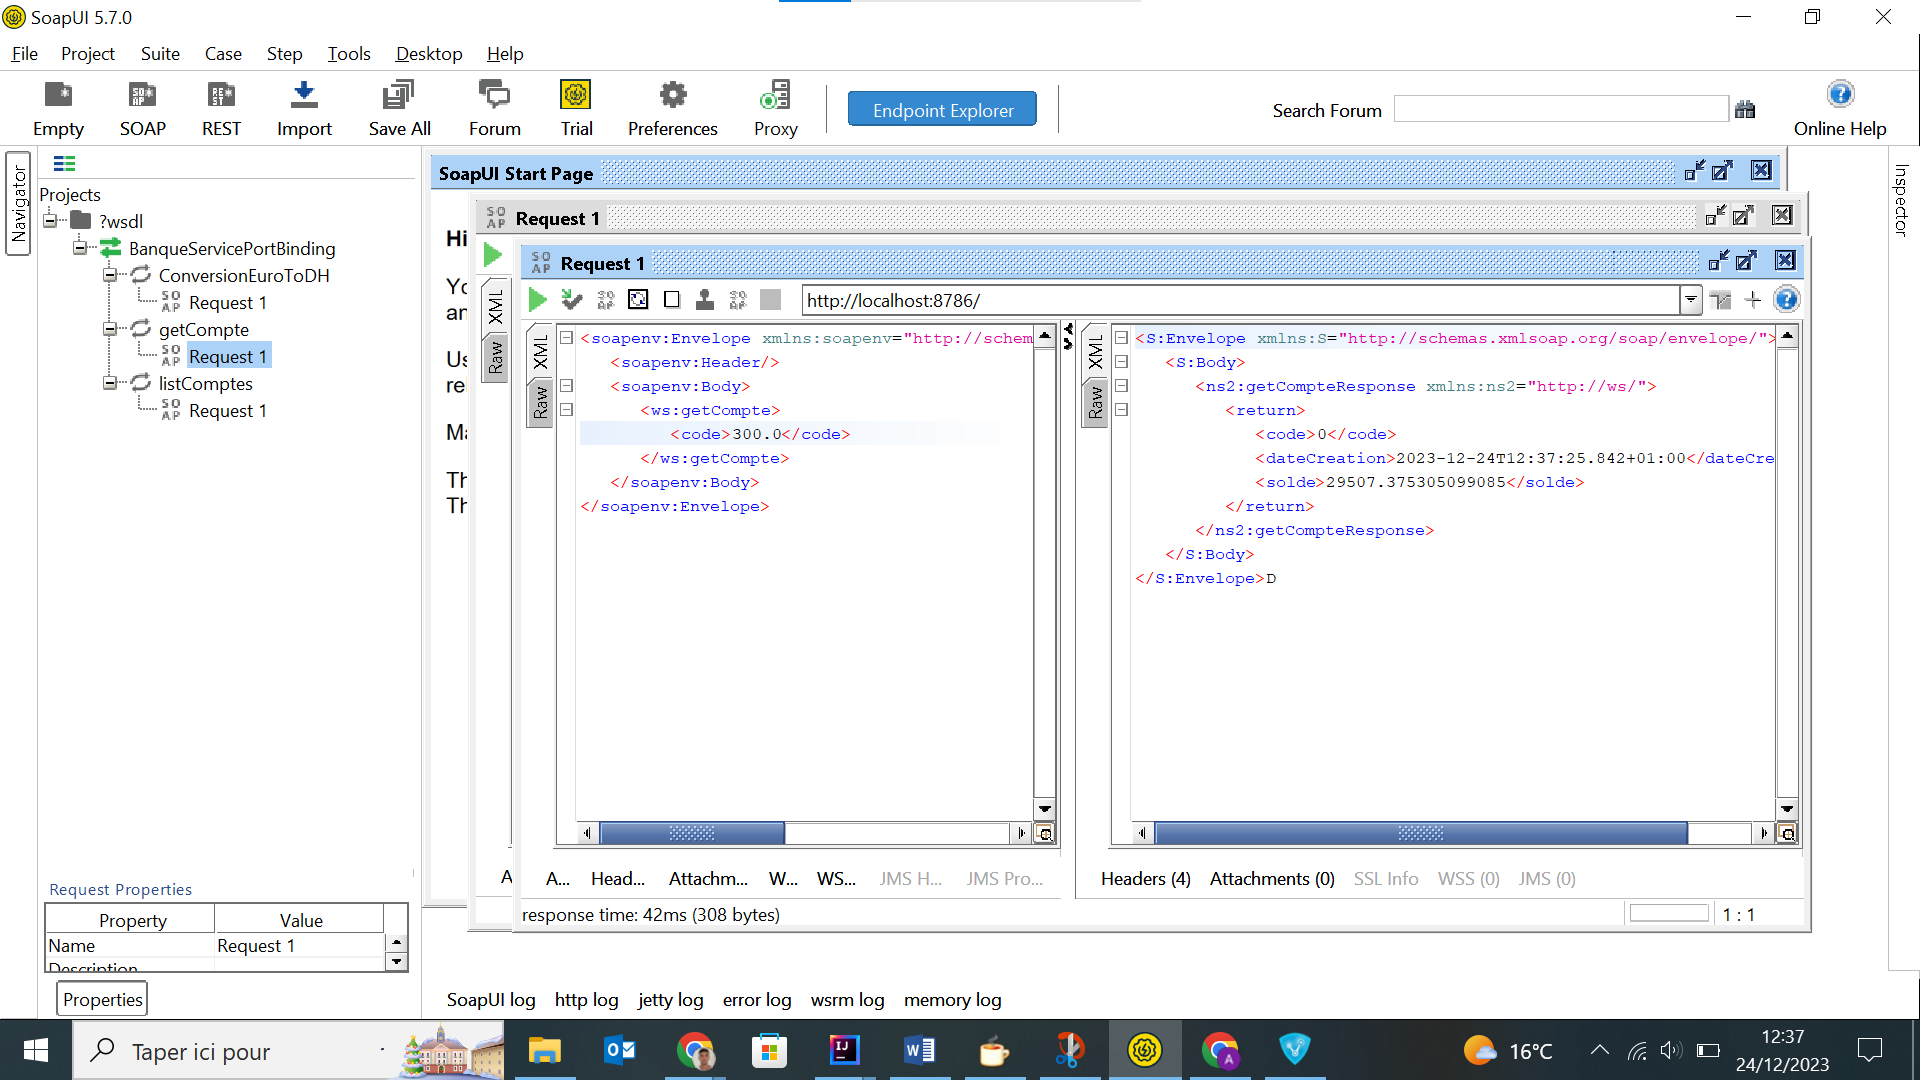 SoapUI 5.7.0
File Project Suite Case Step Tools Desktop Help
Empty SOAP REST Import Save All Forum Trial Preferences Proxy
Endpoint Explorer
Search Forum
Online Help
Navigator
Projects
?wsdl
BanqueServicePortBinding
ConversionEuroToDH
Request 1
getCompte
Request 1
listComptes
Request 1
Inspector
SoapUI Start Page
Hi
Us
Request 1
XML
Raw
Request 1
http://localhost:8786/
XML
Raw
<soapenv:Envelope xmlns:soapenv="http://schem
<soapenv:Header/>
<soapenv:Body>
<ws:getCompte>
<code>300.0</code>
</ws:getCompte>
</soapenv:Body>
</soapenv:Envelope>
XML
Raw
<S:Envelope xmlns:S="http://schemas.xmlsoap.org/soap/envelope/">
<S:Body>
<ns2:getCompteResponse xmlns:ns2="http://ws/">
<return>
<code>0</code>
<dateCreation>2023-12-24T12:37:25.842+01:00</dateCre
<solde>29507.375305099085</solde>
</return>
</ns2:getCompteResponse>
</S:Body>
</S:Envelope>D
A... Head... Attachm... W... WS... JMS H... JMS Pro...
Headers (4) Attachments (0) SSL Info WSS (0) JMS (0)
response time: 42ms (308 bytes)
1 : 1
Request Properties
Property Value
Name Request 1
Description
Properties
SoapUI log http log jetty log error log wsrm log memory log
Taper ici pour
16°C
12:37
24/12/2023